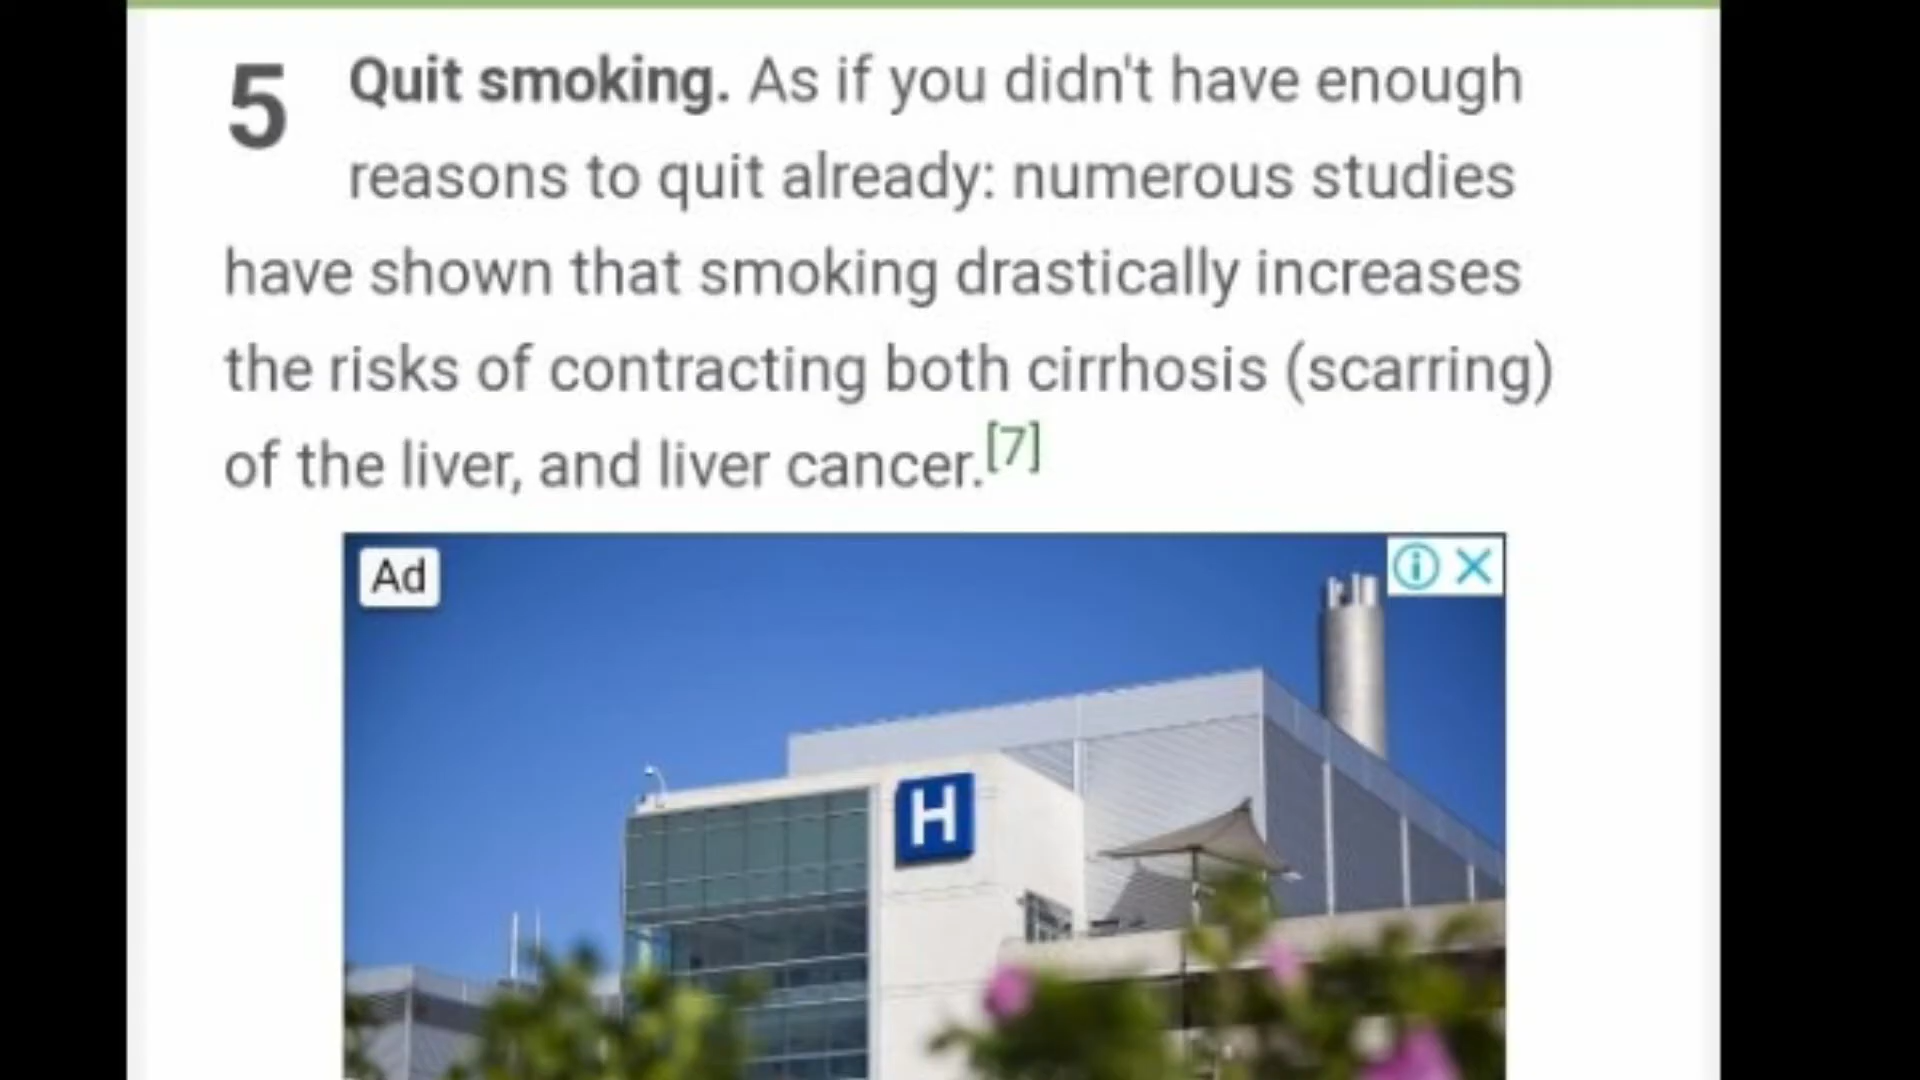 5 Quit smoking. As if you didn't have enough
reasons to quit already: numerous studies
have shown that smoking drastically increases
the risks of contracting both cirrhosis (scarring)
of the liver, and liver cancer.[7]
Ad
H